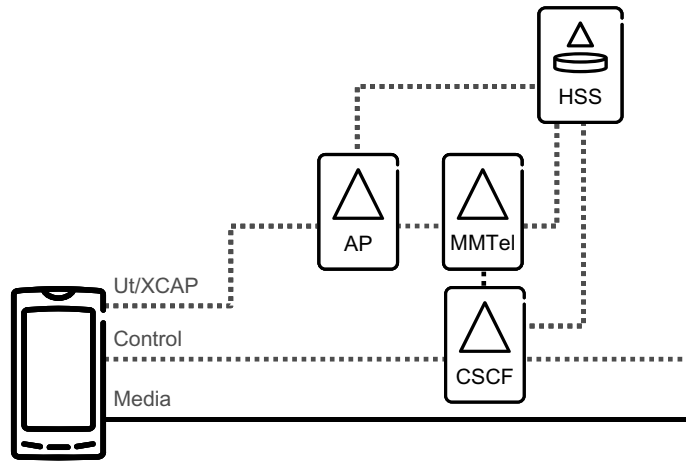 HSS
AP
MMTel
Ut/XCAP
Control
CSCF
Media